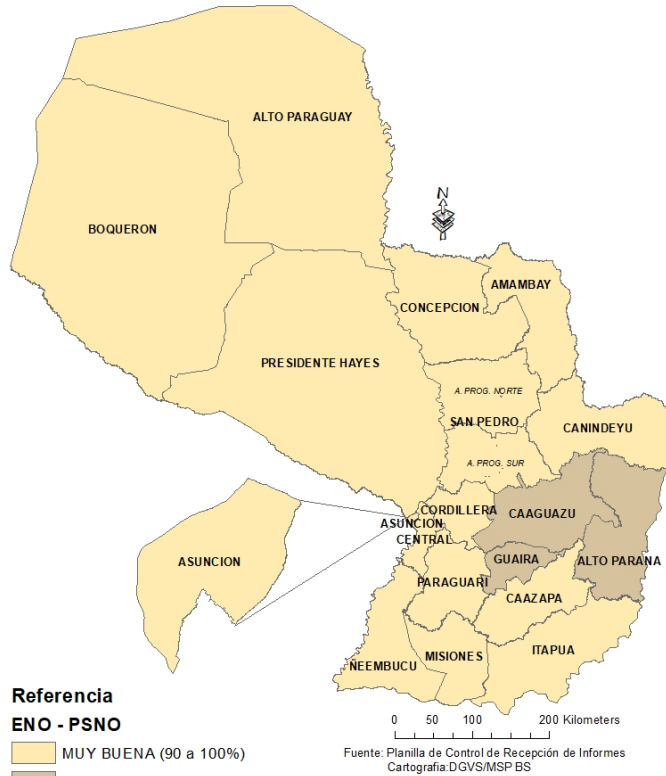 ALTO PARAGUAY
N
BOQUERON
AMAMBAY
CONCEPCION
PRESIDENTE HAYES
A. PROG. NORTE
SAN PEDRO
CANINDEYU
A. PROG. SUR
CORDILLERA
CAAGUAZU
ASUNCION
CENTRAL
ASUNCION
GUAIRA
ALTO PARANA
PARAGUARI
CAAZAPA
ITAPUA
MISIONES
ÑEEMBUCU
Referencia
ENO - PSNO
MUY BUENA (90 a 100%)
0 50 100 200 Kilometers
Fuente: Planilla de Control de Recepción de Informes
Cartografia:DGVS/MSP BS